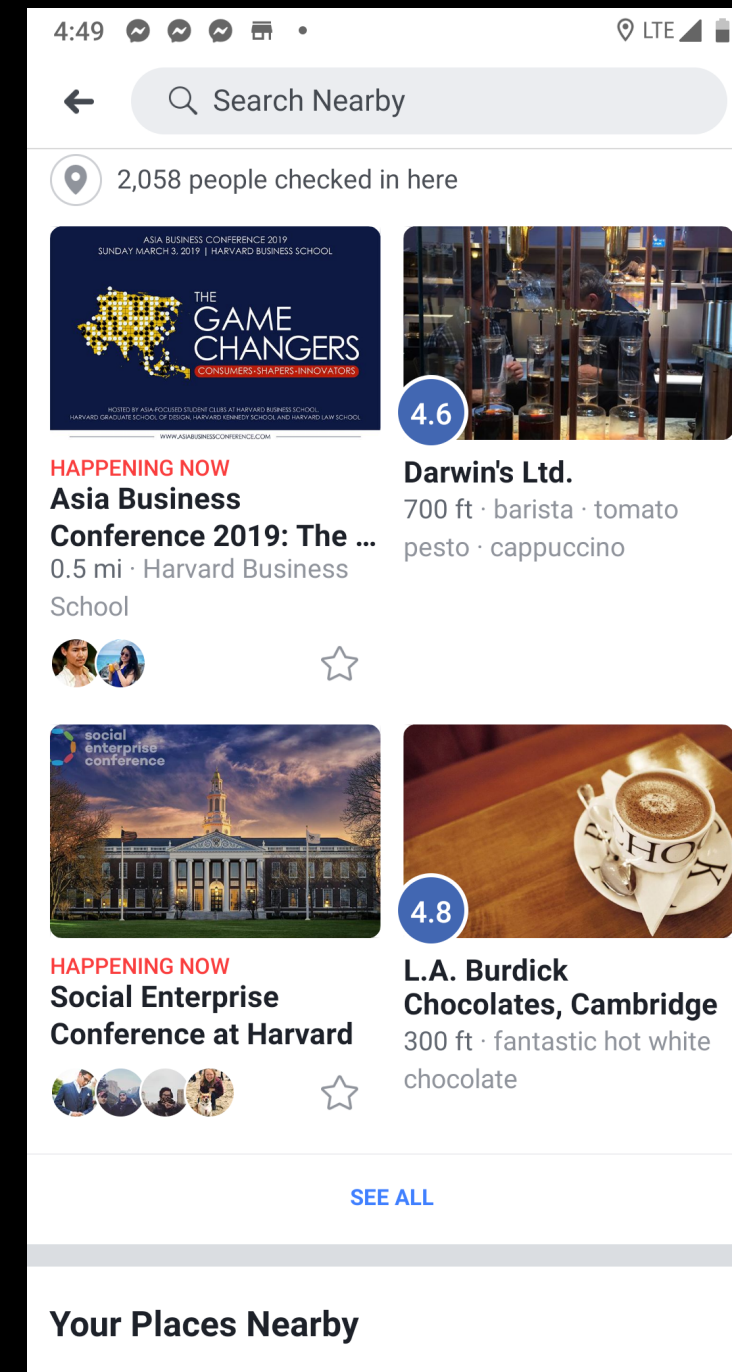 4:49
LTE
Search Nearby
2,058 people checked in here
ASIA BUSINESS CONFERENCE 2019
SUNDAY MARCH 3, 2019 | HARVARD BUSINESS SCHOOL
THE
GAME
CHANGERS
CONSUMERS•SHAPERS•INNOVATORS
HOSTED BY ASIA-FOCUSED STUDENT CLUBS AT HARVARD BUSINESS SCHOOL,
HARVARD GRADUATE SCHOOL OF DESIGN, HARVARD KENNEDY SCHOOL AND HARVARD LAW SCHOOL
WWW.ASIABUSINESSCONFERENCE.COM
HAPPENING NOW
Asia Business
Conference 2019: The ...
0.5 mi · Harvard Business
School
4.6
Darwin's Ltd.
700 ft · barista · tomato
pesto · cappuccino
social
enterprise
conference
HAPPENING NOW
Social Enterprise
Conference at Harvard
CHO
K
4.8
L.A. Burdick
Chocolates, Cambridge
300 ft · fantastic hot white
chocolate
SEE ALL
Your Places Nearby